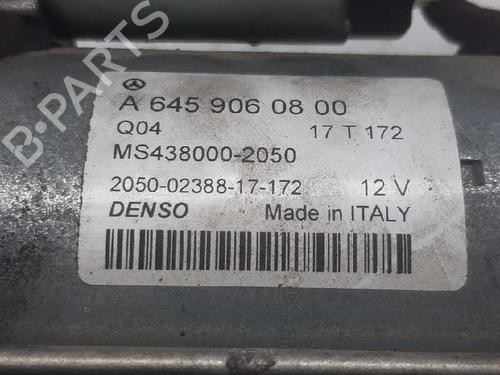 A 645 906 08 00
Q04 17 T 172
MS438000-2050
2050-02388-17-172 12 V
DENSO Made in ITALY
B-PARTS